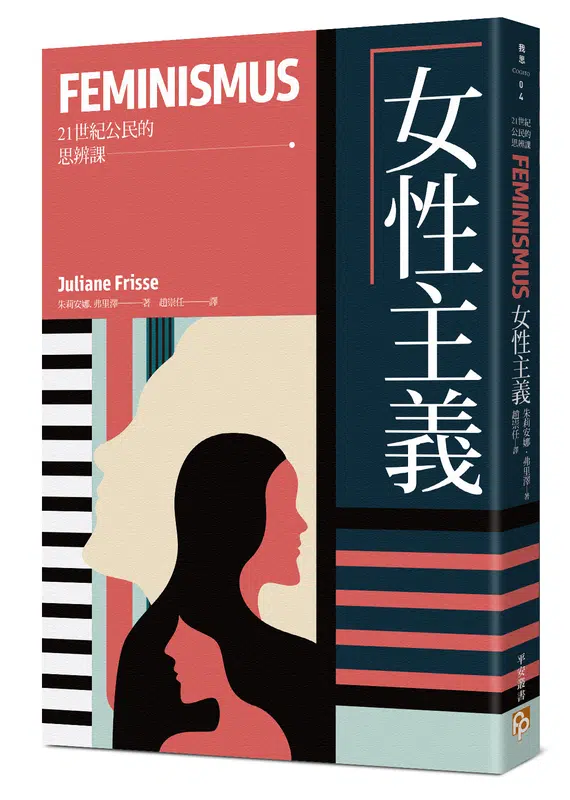 FEMINISMUS
21世紀公民的
思辨課
Juliane Frisse
朱莉安娜.弗里澤 著 趙崇任 譯
女性主義
我思
COGITO
04
21世紀
公民的
思辨課
FEMINISMUS
女性主義
朱莉安娜.弗里澤 著
趙崇任 譯
平安叢書
PP